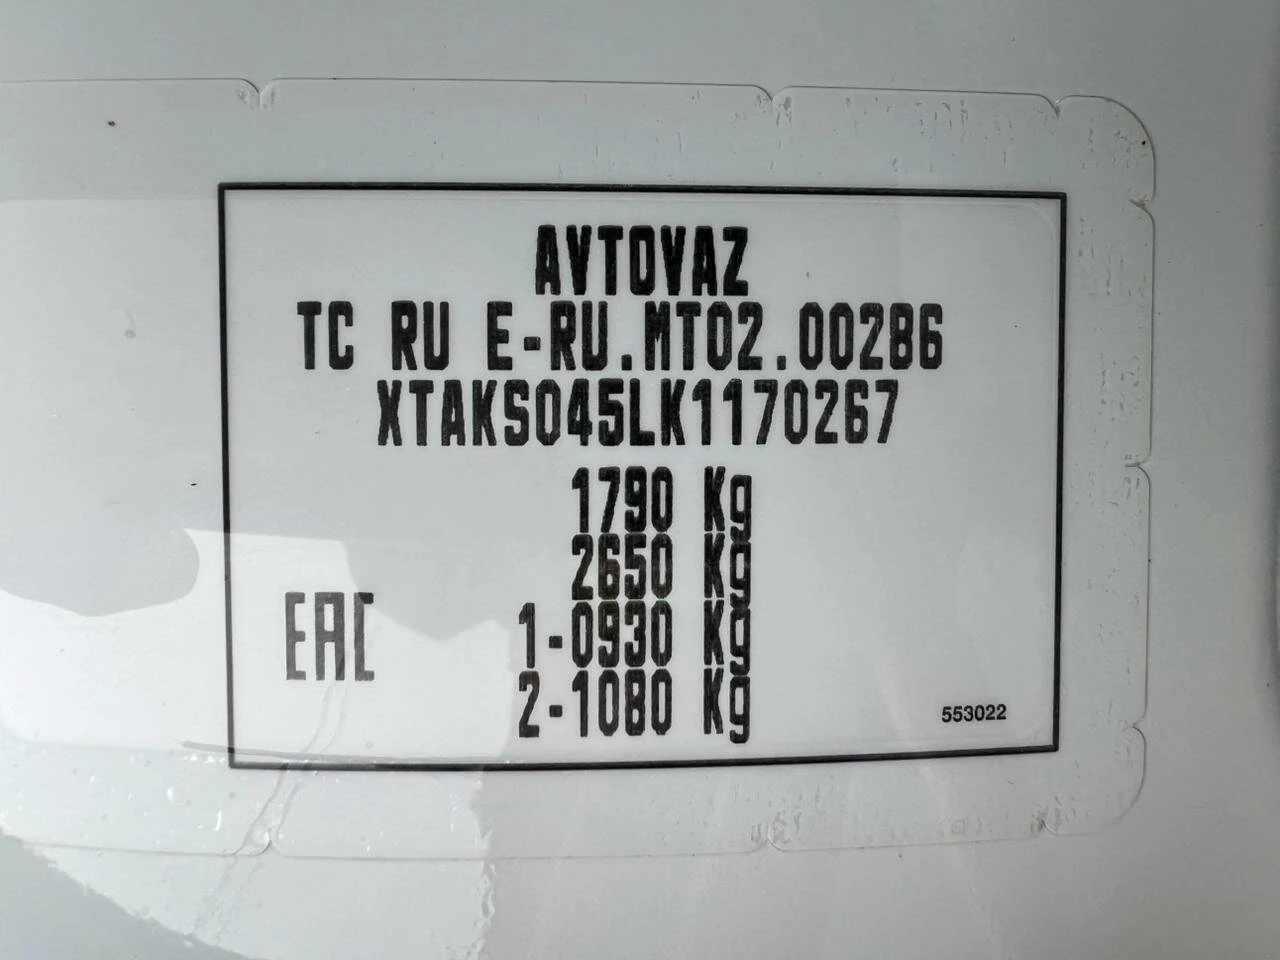 AVTOVAZ
TC RU E-RU.MT02.00286
XTAKS045LK1170267
1790 Kg
2650 Kg
1-0930 Kg
2-1080 Kg
EAC
553022